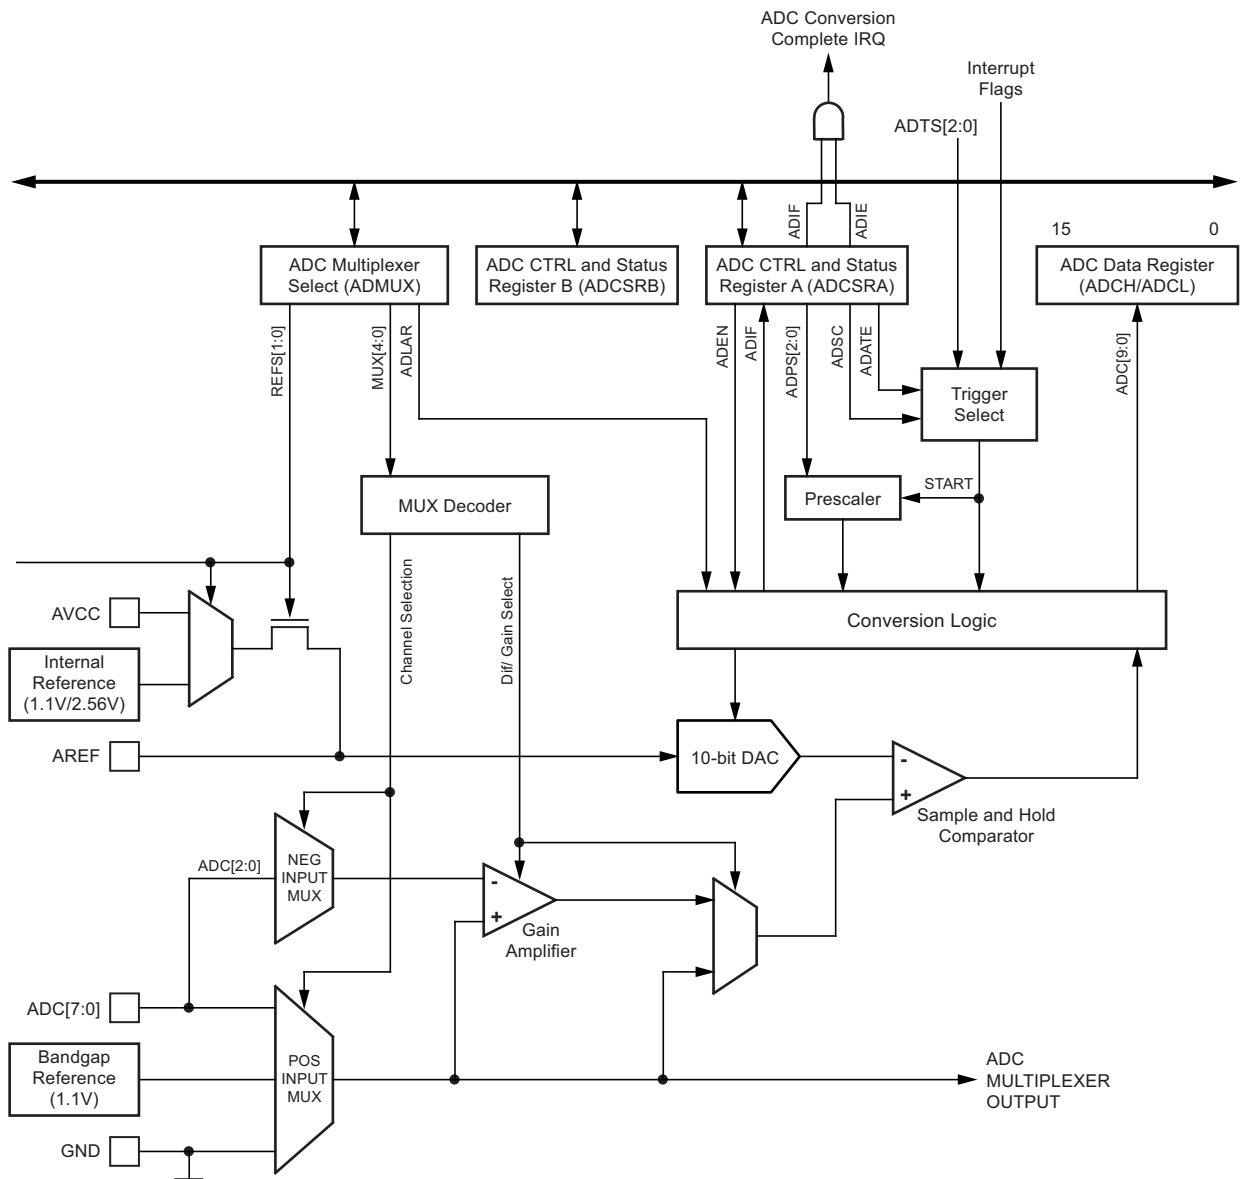 ADC Conversion
Complete IRQ
Interrupt
Flags
ADTS[2:0]
ADIF
ADIE
15
0
ADC Multiplexer
Select (ADMUX)
ADC CTRL and Status
Register B (ADCSRB)
ADC CTRL and Status
Register A (ADCSRA)
ADC Data Register
(ADCH/ADCL)
REFS[1:0]
MUX[4:0]
ADLAR
ADEN
ADIF
ADPS[2:0]
ADSC
ADATE
ADC[9:0]
Trigger
Select
MUX Decoder
Prescaler
START
Channel Selection
Dif/ Gain Select
AVCC
Conversion Logic
Internal
Reference
(1.1V/2.56V)
AREF
10-bit DAC
-
+
Sample and Hold
Comparator
ADC[2:0]
NEG
INPUT
MUX
-
+
Gain
Amplifier
ADC[7:0]
Bandgap
Reference
(1.1V)
POS
INPUT
MUX
ADC
MULTIPLEXER
OUTPUT
GND